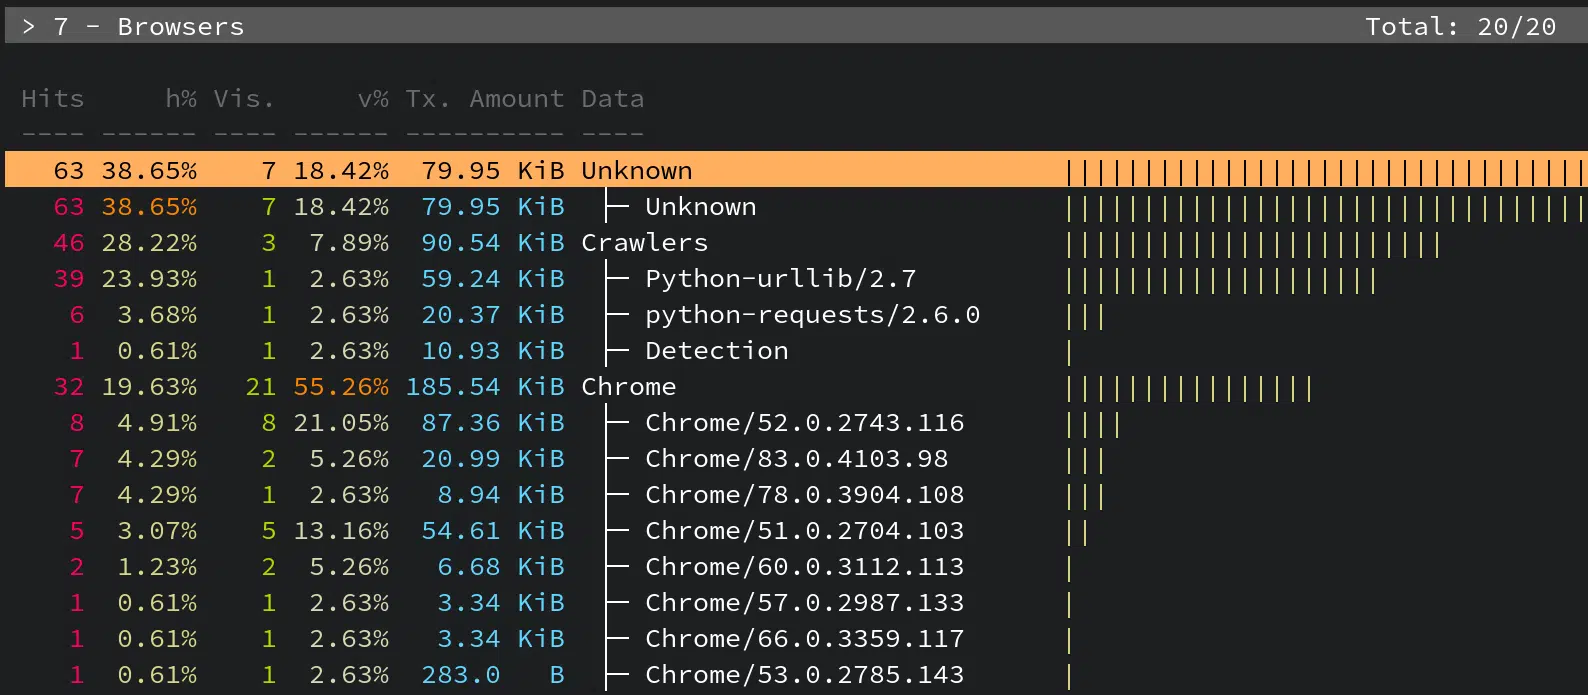 > 7 - Browsers Total: 20/20
Hits h% Vis. v% Tx. Amount Data
---- ------ ---- ------ ---------- ----
63 38.65% 7 18.42% 79.95 KiB Unknown ||||||||||||||||||||||||||||||||||
63 38.65% 7 18.42% 79.95 KiB ├─ Unknown ||||||||||||||||||||||||||||||||||
46 28.22% 3 7.89% 90.54 KiB Crawlers ||||||||||||||||||||||||
39 23.93% 1 2.63% 59.24 KiB ├─ Python-urllib/2.7 ||||||||||||||||||||
6 3.68% 1 2.63% 20.37 KiB ├─ python-requests/2.6.0 |||
1 0.61% 1 2.63% 10.93 KiB ├─ Detection |
32 19.63% 21 55.26% 185.54 KiB Chrome ||||||||||||||||
8 4.91% 8 21.05% 87.36 KiB ├─ Chrome/52.0.2743.116 ||||
7 4.29% 2 5.26% 20.99 KiB ├─ Chrome/83.0.4103.98 |||
7 4.29% 1 2.63% 8.94 KiB ├─ Chrome/78.0.3904.108 |||
5 3.07% 5 13.16% 54.61 KiB ├─ Chrome/51.0.2704.103 ||
2 1.23% 2 5.26% 6.68 KiB ├─ Chrome/60.0.3112.113 |
1 0.61% 1 2.63% 3.34 KiB ├─ Chrome/57.0.2987.133 |
1 0.61% 1 2.63% 3.34 KiB ├─ Chrome/66.0.3359.117 |
1 0.61% 1 2.63% 283.0 B ├─ Chrome/53.0.2785.143 |